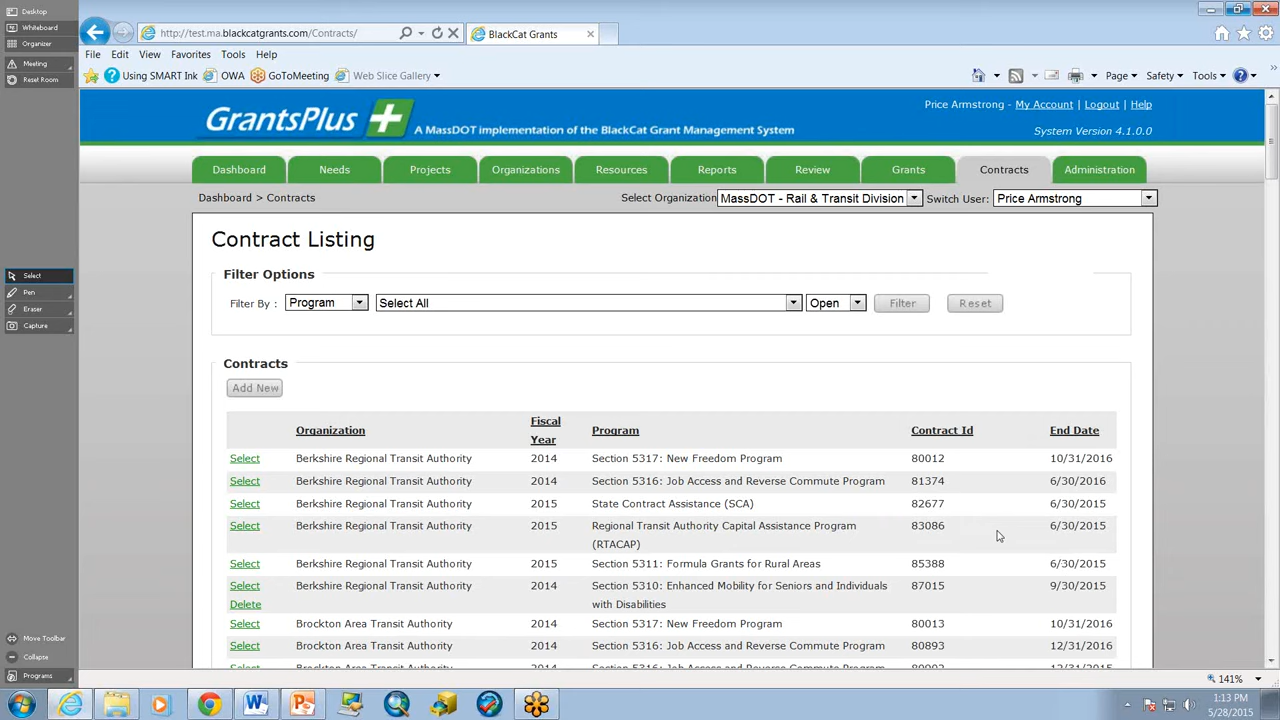 Desktop
Whiteboard
Organizer
Meeting
Reset Room
Select
Pen
Eraser
Capture
Move Toolbar
Collapse
Programs
http://test.ma.blackcatgrants.com/Contracts/
BlackCat Grants
File Edit View Favorites Tools Help
Using SMART Ink OWA GoToMeeting Web Slice Gallery
Page Safety Tools
GrantsPlus
A MassDOT implementation of the BlackCat Grant Management System
Price Armstrong - My Account | Logout | Help
System Version 4.1.0.0
Dashboard Needs Projects Organizations Resources Reports Review Grants Contracts Administration
Dashboard > Contracts Select Organization MassDOT - Rail & Transit Division Switch User: Price Armstrong
Contract Listing
Filter Options
Filter By : Program Select All Open Filter Reset
Contracts
Add New
Organization Fiscal Year Program Contract Id End Date
Select Berkshire Regional Transit Authority 2014 Section 5317: New Freedom Program 80012 10/31/2016
Select Berkshire Regional Transit Authority 2014 Section 5316: Job Access and Reverse Commute Program 81374 6/30/2016
Select Berkshire Regional Transit Authority 2015 State Contract Assistance (SCA) 82677 6/30/2015
Select Berkshire Regional Transit Authority 2015 Regional Transit Authority Capital Assistance Program 83086 6/30/2015
(RTACAP)
Select Berkshire Regional Transit Authority 2015 Section 5311: Formula Grants for Rural Areas 85388 6/30/2015
Select Berkshire Regional Transit Authority 2014 Section 5310: Enhanced Mobility for Seniors and Individuals 87015 9/30/2015
Delete with Disabilities
Select Brockton Area Transit Authority 2014 Section 5317: New Freedom Program 80013 10/31/2016
Select Brockton Area Transit Authority 2014 Section 5316: Job Access and Reverse Commute Program 80893 12/31/2016
141%
1:13 PM
5/28/2015